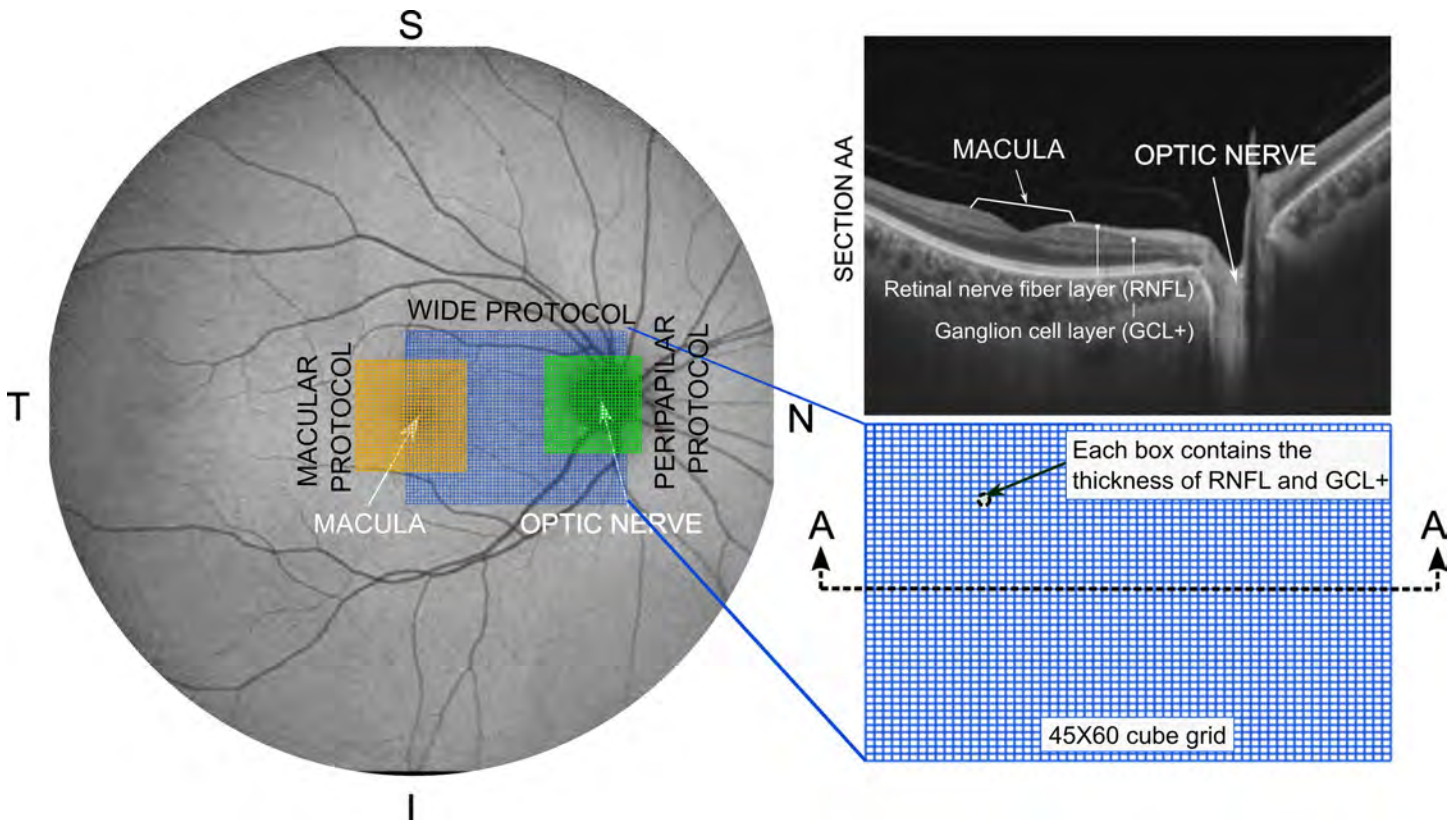 S
T
N
I
WIDE PROTOCOL
MACULAR
PROTOCOL
PERIPAPILAR
PROTOCOL
MACULA
OPTIC NERVE
SECTION AA
MACULA
OPTIC NERVE
Retinal nerve fiber layer (RNFL)
Ganglion cell layer (GCL+)
Each box contains the
thickness of RNFL and GCL+
A
A
45X60 cube grid